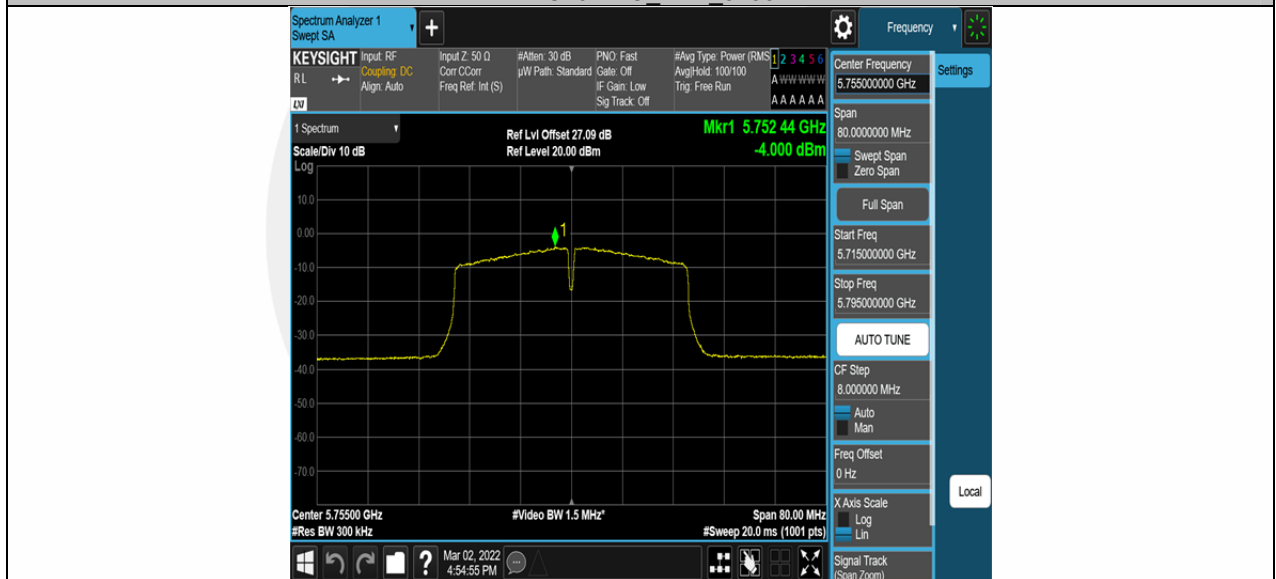 Spectrum Analyzer 1
Swept SA
+
Frequency
KEYSIGHT
RL
LXI
Input: RF
Coupling: DC
Align: Auto
Input Z: 50 Ω
Corr CCorr
Freq Ref: Int (S)
#Atten: 30 dB
µW Path: Standard
PNO: Fast
Gate: Off
IF Gain: Low
Sig Track: Off
#Avg Type: Power (RMS
Avg|Hold: 100/100
Trig: Free Run
1 2 3 4 5 6
A W W W W W
A A A A A A
Center Frequency
5.755000000 GHz
Settings
Span
80.0000000 MHz
Swept Span
Zero Span
Full Span
Start Freq
5.715000000 GHz
Stop Freq
5.795000000 GHz
AUTO TUNE
CF Step
8.000000 MHz
Auto
Man
Freq Offset
0 Hz
X Axis Scale
Log
Lin
Signal Track
(Span Zoom)
Local
1 Spectrum
Scale/Div 10 dB
Log
Ref Lvl Offset 27.09 dB
Ref Level 20.00 dBm
Mkr1 5.752 44 GHz
-4.000 dBm
10.0
0.00
-10.0
-20.0
-30.0
-40.0
-50.0
-60.0
-70.0
1
Center 5.75500 GHz
#Res BW 300 kHz
#Video BW 1.5 MHz*
Span 80.00 MHz
#Sweep 20.0 ms (1001 pts)
?
Mar 02, 2022
4:54:55 PM